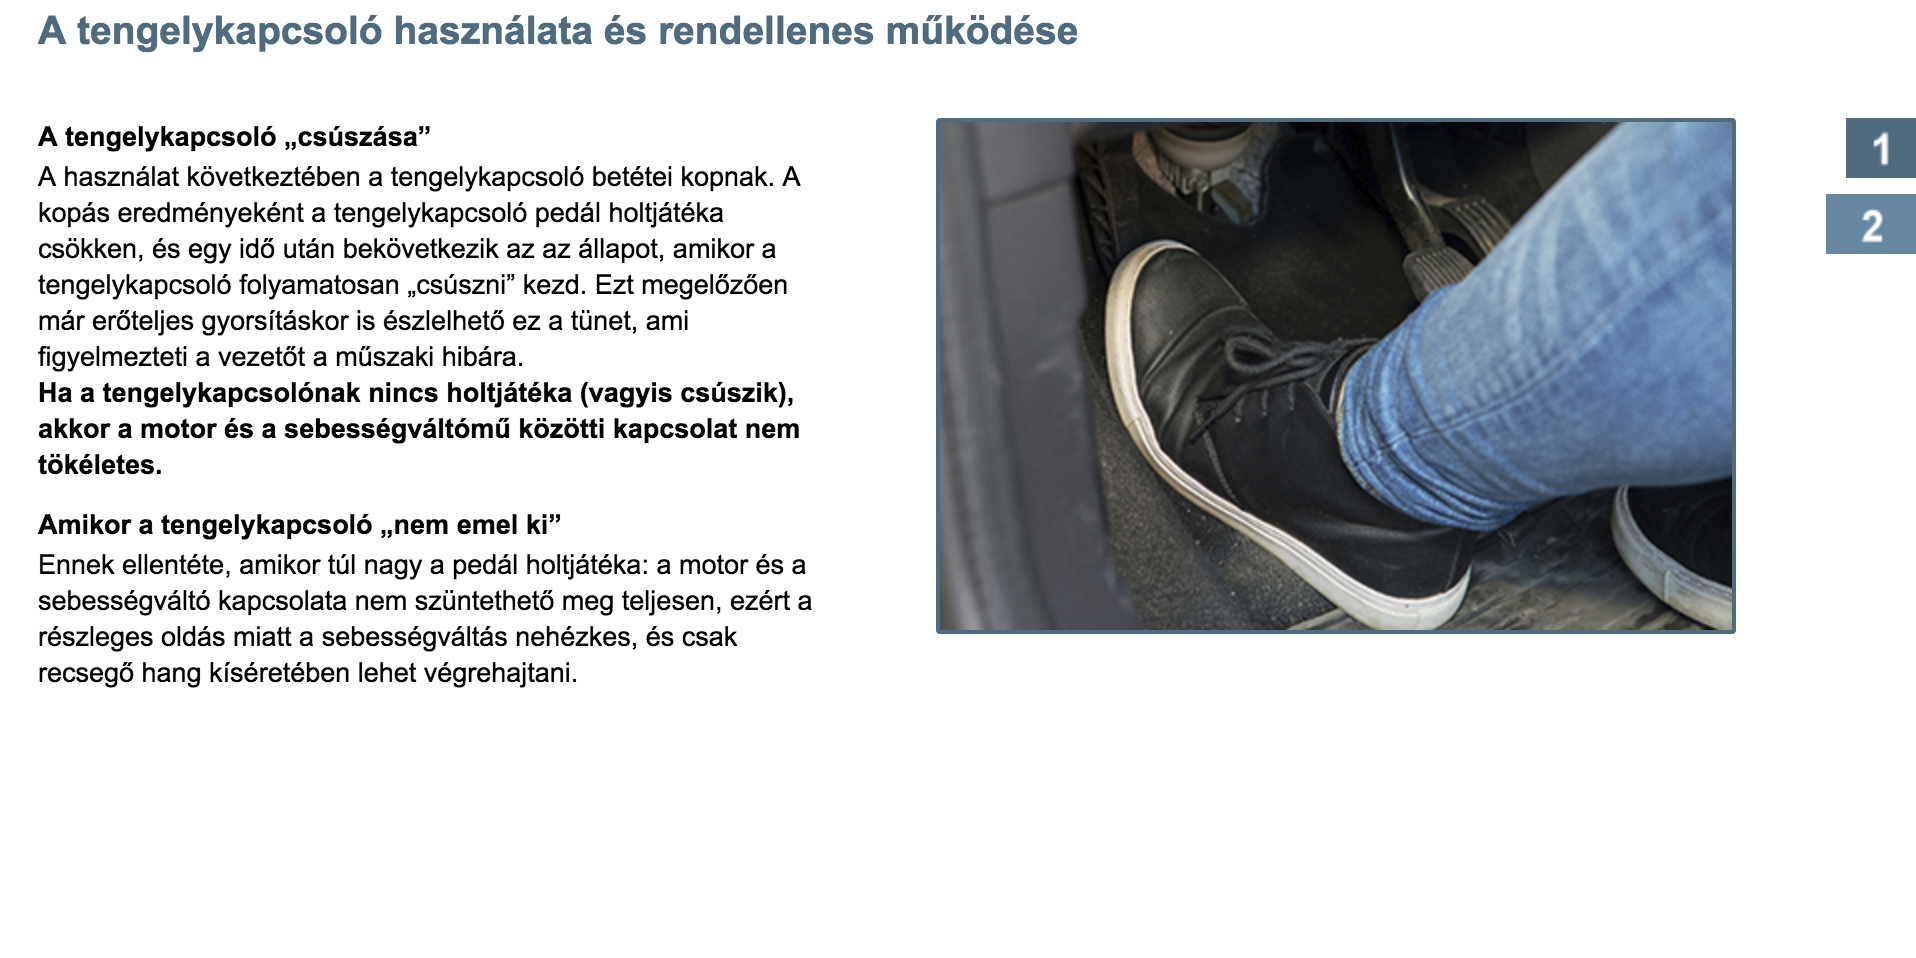 A tengelykapcsoló használata és rendellenes működése
A tengelykapcsoló „csúszása”
A használat következtében a tengelykapcsoló betétei kopnak. A
kopás eredményeként a tengelykapcsoló pedál holtjátéka
csökken, és egy idő után bekövetkezik az az állapot, amikor a
tengelykapcsoló folyamatosan „csúszni” kezd. Ezt megelőzően
már erőteljes gyorsításkor is észlelhető ez a tünet, ami
figyelmezteti a vezetőt a műszaki hibára.
Ha a tengelykapcsolónak nincs holtjátéka (vagyis csúszik),
akkor a motor és a sebességváltómű közötti kapcsolat nem
tökéletes.
Amikor a tengelykapcsoló „nem emel ki”
Ennek ellentéte, amikor túl nagy a pedál holtjátéka: a motor és a
sebességváltó kapcsolata nem szüntethető meg teljesen, ezért a
részleges oldás miatt a sebességváltás nehézkes, és csak
recsegő hang kíséretében lehet végrehajtani.
1
2